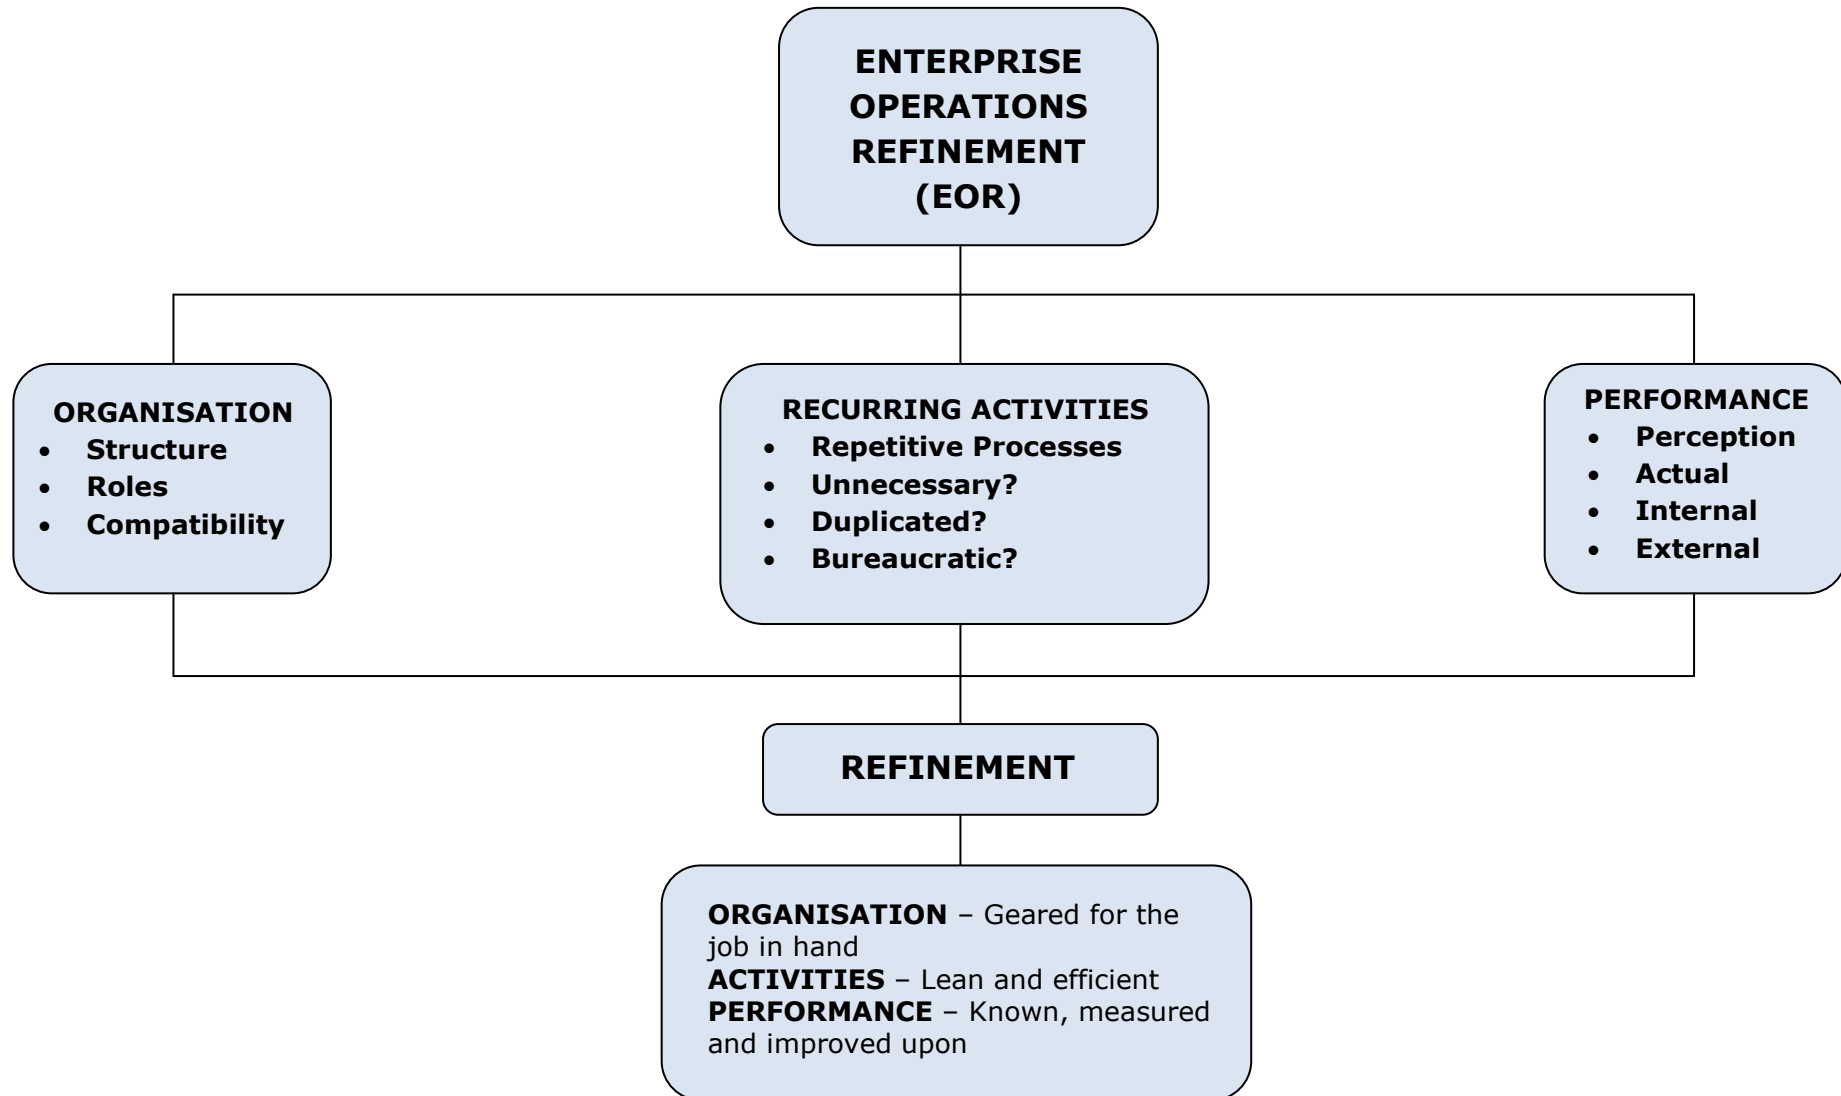 ENTERPRISE
OPERATIONS
REFINEMENT
(EOR)
ORGANISATION
• Structure
• Roles
• Compatibility
RECURRING ACTIVITIES
• Repetitive Processes
• Unnecessary?
• Duplicated?
• Bureaucratic?
PERFORMANCE
• Perception
• Actual
• Internal
• External
REFINEMENT
ORGANISATION – Geared for the
job in hand
ACTIVITIES – Lean and efficient
PERFORMANCE – Known, measured
and improved upon